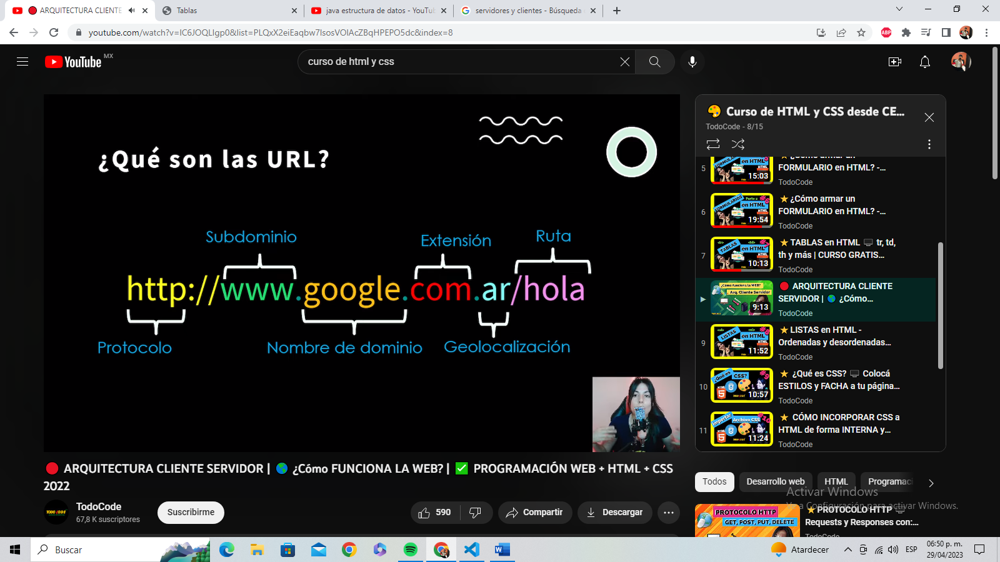 ARQUITECTURA CLIENTE
Tablas
java estructura de datos - YouTub
servidores y clientes - Búsqueda
youtube.com/watch?v=IC6JOQLlgp0&list=PLQxX2eiEaqbw7IsosVOIAcZBqHPEPO5dc&index=8
ABP
YouTube MX
curso de html y css
¿Qué son las URL?
Subdominio
Extensión
Ruta
http://www.google.com.ar/hola
Protocolo
Nombre de dominio
Geolocalización
Curso de HTML y CSS desde CE...
TodoCode - 8/15
5
FORMULARIO en HTML? -...
15:03
TodoCode
6
¿Cómo armar un
FORMULARIO en HTML? -...
19:54
TodoCode
7
TABLAS en HTML tr, td,
th y más | CURSO GRATIS...
10:13
TodoCode
ARQUITECTURA CLIENTE
SERVIDOR | ¿Cómo...
9:13
TodoCode
9
LISTAS en HTML -
Ordenadas y desordenadas...
11:52
TodoCode
10
¿Qué es CSS? Colocá
ESTILOS y FACHA a tu página...
10:57
TodoCode
11
CÓMO INCORPORAR CSS a
HTML de forma INTERNA y...
11:24
TodoCode
ARQUITECTURA CLIENTE SERVIDOR | ¿Cómo FUNCIONA LA WEB? | PROGRAMACIÓN WEB + HTML + CSS
2022
TodoCode
67,8 K suscriptores
Suscribirme
590
Compartir
Descargar
Todos
Desarrollo web
HTML
Programaci
Activar Windows
Ve a Configuración para activar Windows.
PROTOCOLO HTTP
GET, POST, PUT, DELETE
PROTOCOLO HTTP
Requests y Responses con:...
Buscar
Atardecer
ESP
06:50 p. m.
29/04/2023